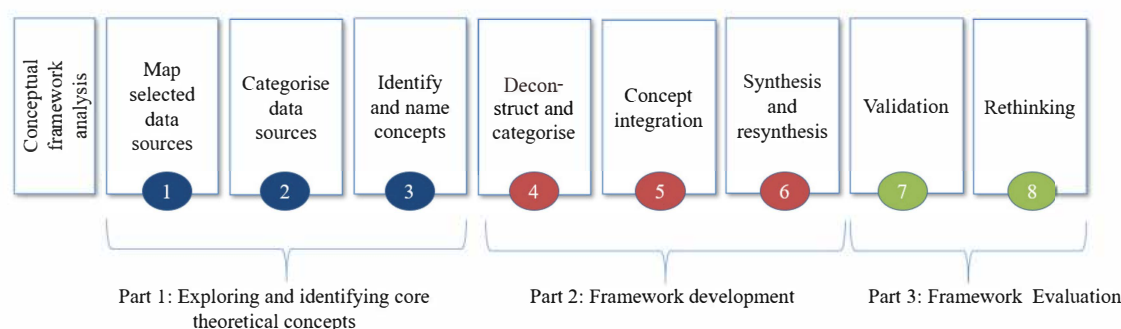 Conceptual
framework
analysis
Map
selected
data
sources
1
Categorise
data
sources
2
Identify
and name
concepts
3
Decon-
struct and
categorise
4
Concept
integration
5
Synthesis
and
resynthesis
6
Validation
7
Rethinking
8
Part 1: Exploring and identifying core
theoretical concepts
Part 2: Framework development
Part 3: Framework Evaluation